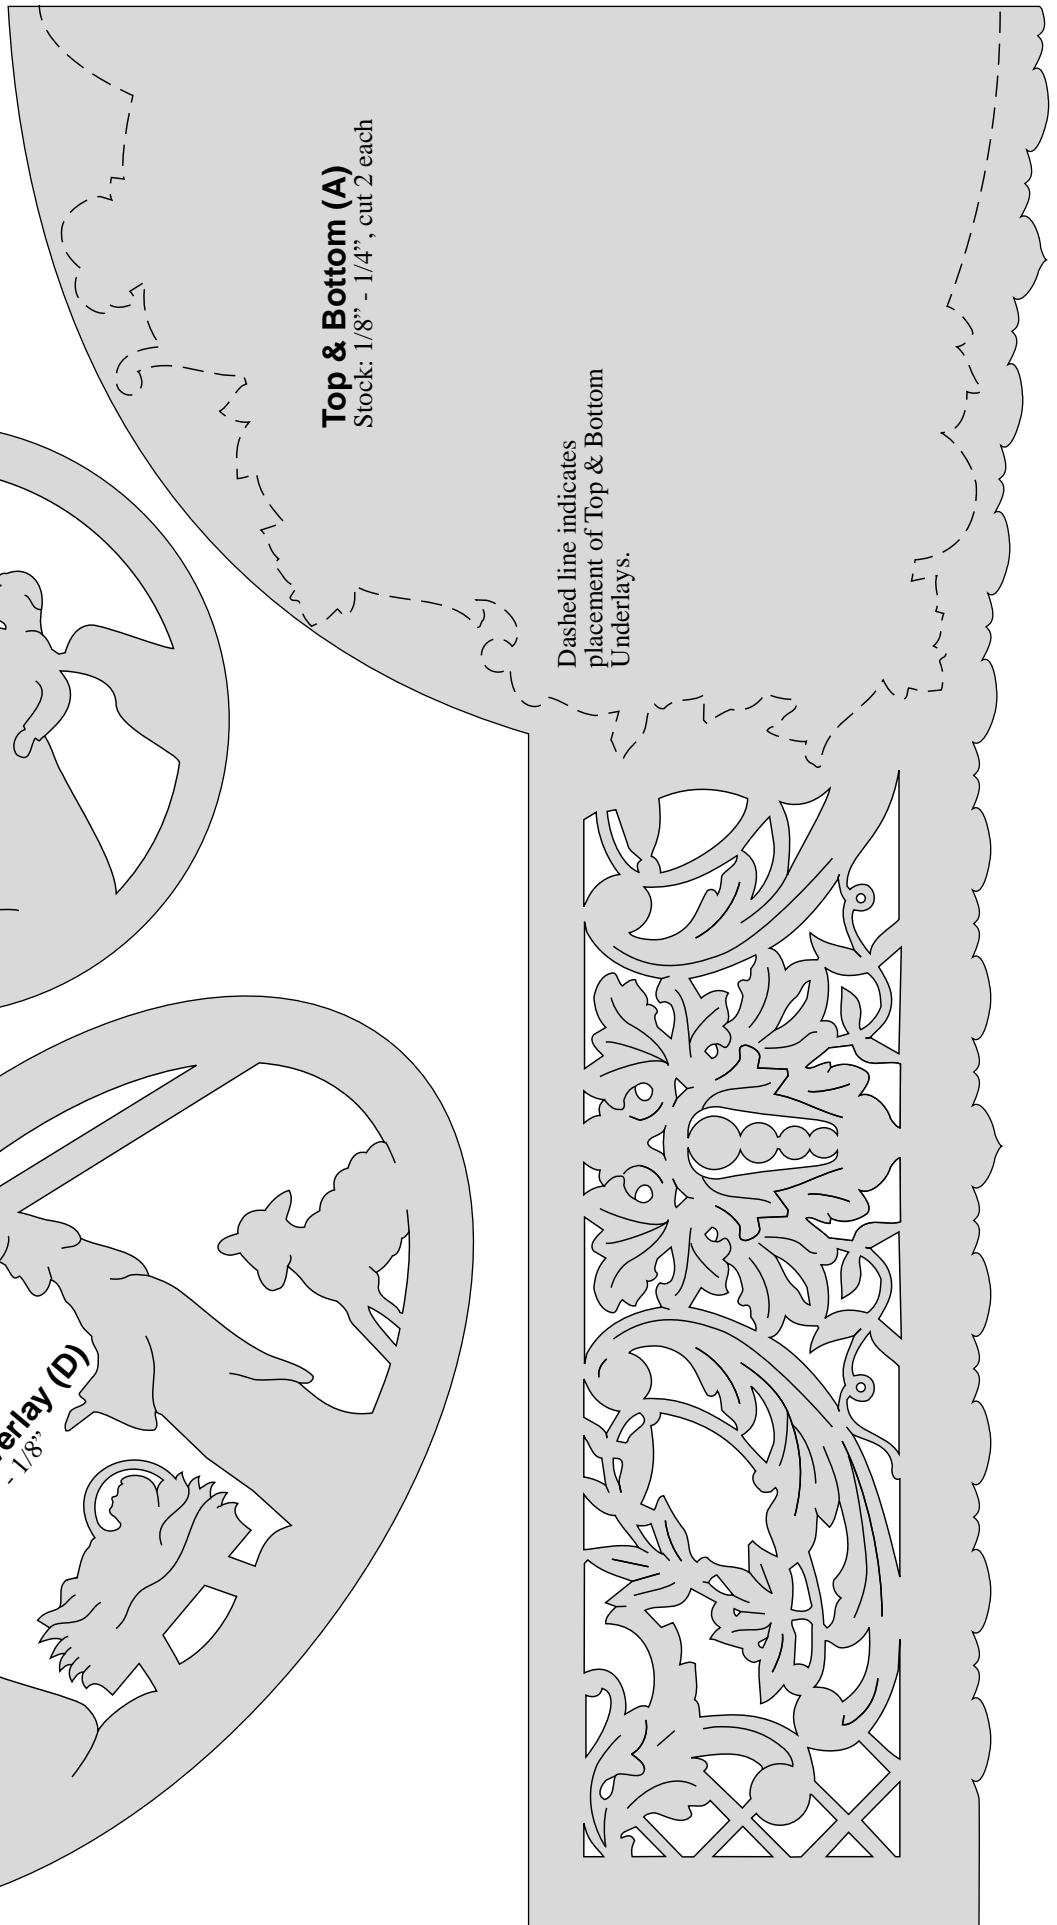 Top & Bottom (A)
Stock: 1/8” - 1/4”, cut 2 each
Dashed line indicates
placement of Top & Bottom
Underlays.
erlay (D)
- 1/8”